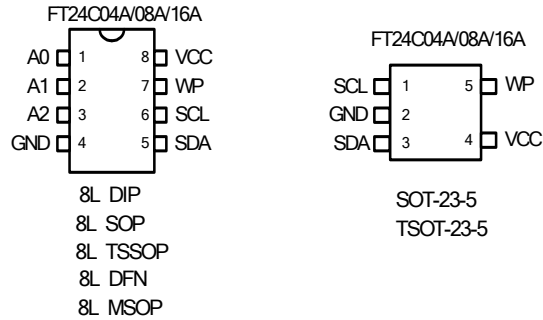 FT24C04A/08A/16A
A0 1 8 VCC
A1 2 7 WP
A2 3 6 SCL
GND 4 5 SDA
8L DIP
8L SOP
8L TSSOP
8L DFN
8L MSOP
FT24C04A/08A/16A
SCL 1 5 WP
GND 2
SDA 3 4 VCC
SOT-23-5
TSOT-23-5